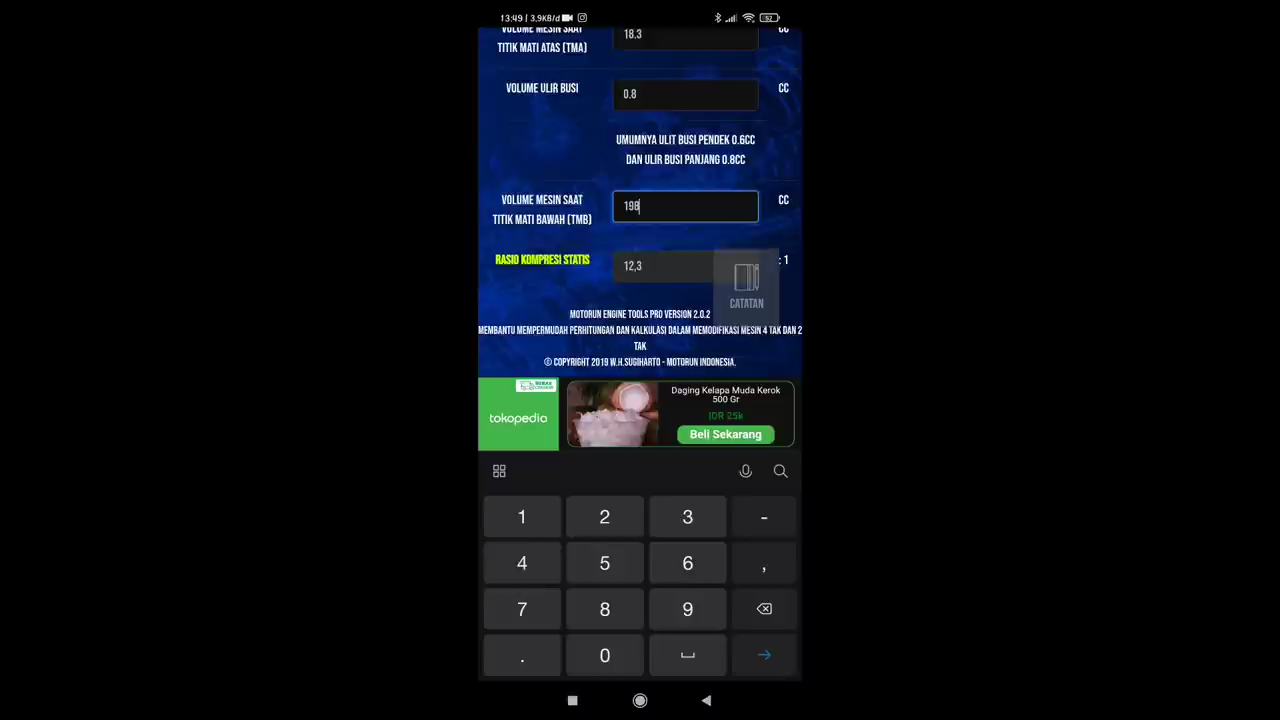 13:49 | 3.9KB/d
52
VOLUME MESIN SAAT
TITIK MATI ATAS (TMA)
18.3
CC
VOLUME ULIR BUSI
0.8
CC
UMUMNYA ULIT BUSI PENDEK 0.6CC
DAN ULIR BUSI PANJANG 0.8CC
VOLUME MESIN SAAT
TITIK MATI BAWAH (TMB)
198
CC
RASIO KOMPRESI STATIS
12,3
: 1
CATATAN
MOTORUN ENGINE TOOLS PRO VERSION 2.0.2
MEMBANTU MEMPERMUDAH PERHITUNGAN DAN KALKULASI DALAM MEMODIFIKASI MESIN 4 TAK DAN 2
TAK
© COPYRIGHT 2019 W.H.SUGIHARTO - MOTORUN INDONESIA.
tokopedia
Daging Kelapa Muda Kerok
500 Gr
IDR 25k
Beli Sekarang
1 2 3 -
4 5 6 ,
7 8 9
. 0